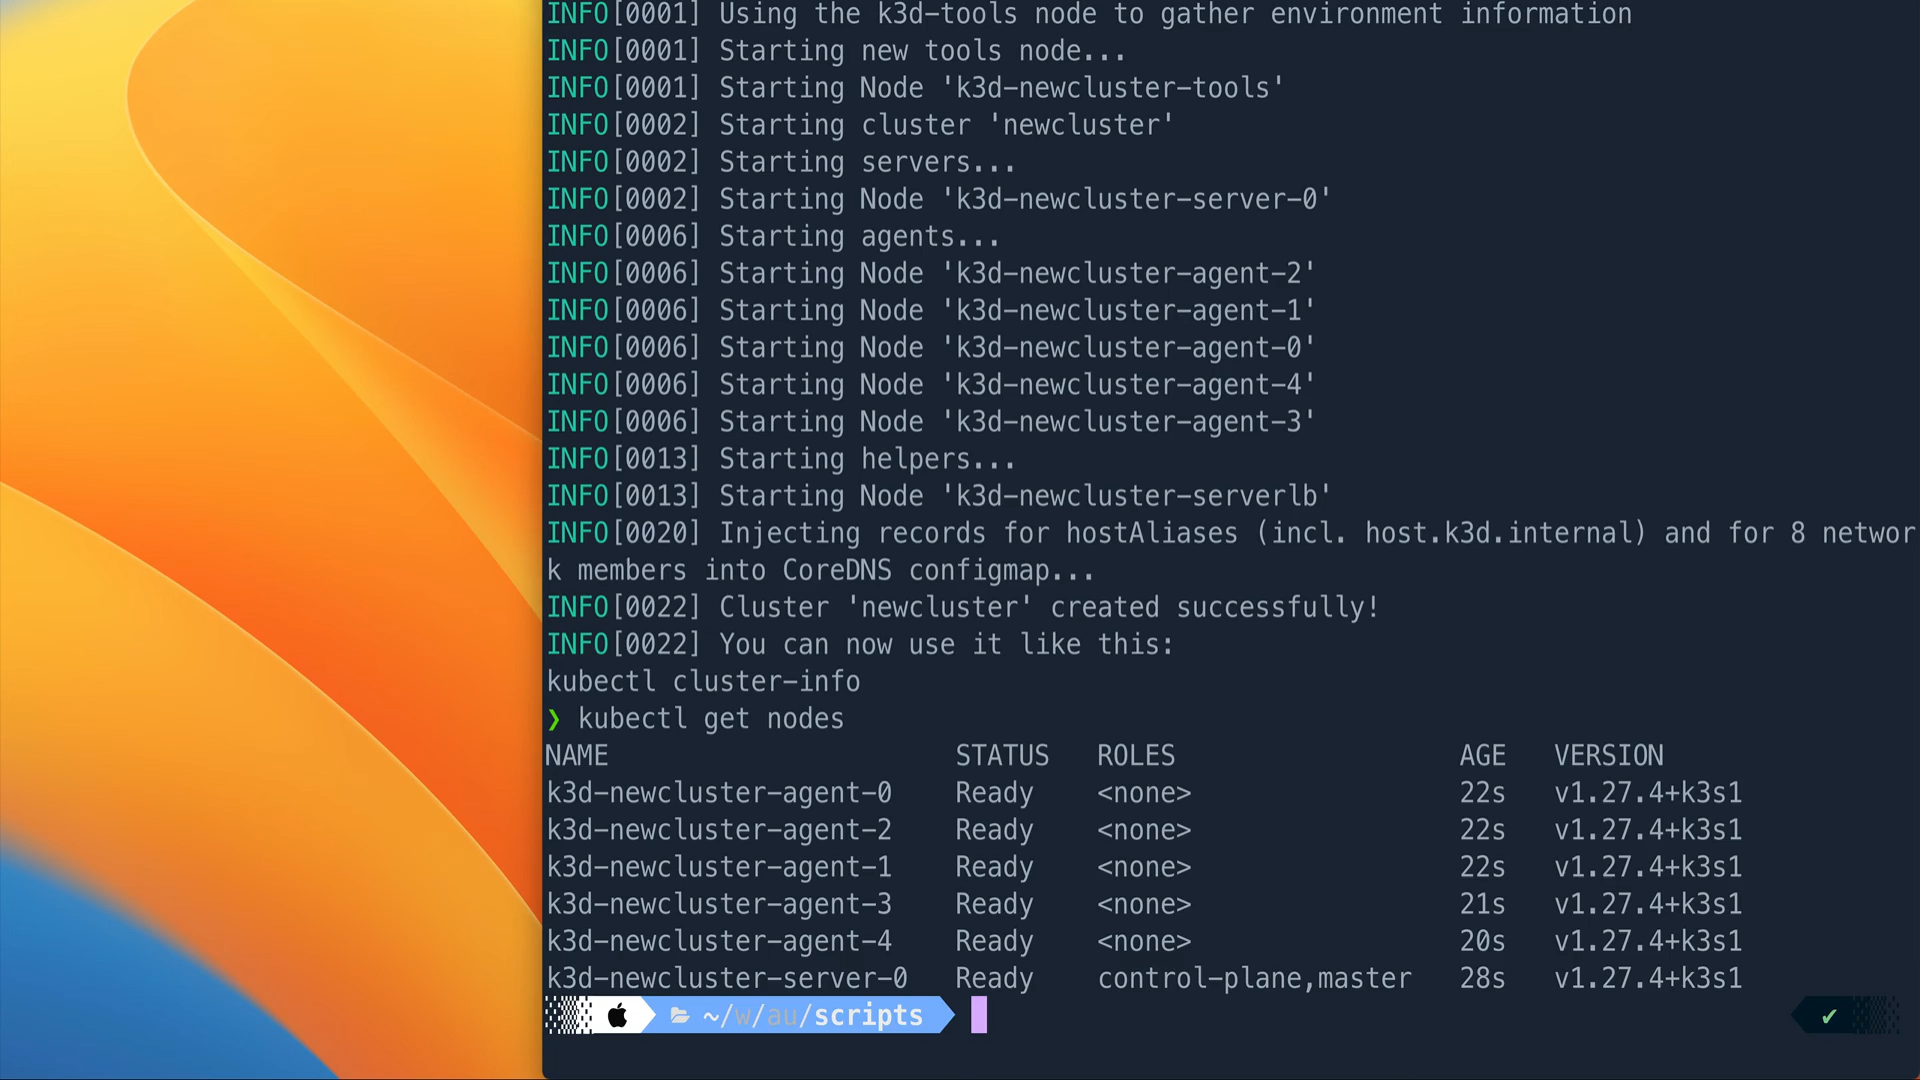 INFO[0001] Using the k3d-tools node to gather environment information
INFO[0001] Starting new tools node...
INFO[0001] Starting Node 'k3d-newcluster-tools'
INFO[0002] Starting cluster 'newcluster'
INFO[0002] Starting servers...
INFO[0002] Starting Node 'k3d-newcluster-server-0'
INFO[0006] Starting agents...
INFO[0006] Starting Node 'k3d-newcluster-agent-2'
INFO[0006] Starting Node 'k3d-newcluster-agent-1'
INFO[0006] Starting Node 'k3d-newcluster-agent-0'
INFO[0006] Starting Node 'k3d-newcluster-agent-4'
INFO[0006] Starting Node 'k3d-newcluster-agent-3'
INFO[0013] Starting helpers...
INFO[0013] Starting Node 'k3d-newcluster-serverlb'
INFO[0020] Injecting records for hostAliases (incl. host.k3d.internal) and for 8 networ
k members into CoreDNS configmap...
INFO[0022] Cluster 'newcluster' created successfully!
INFO[0022] You can now use it like this:
kubectl cluster-info
❯ kubectl get nodes
NAME STATUS ROLES AGE VERSION
k3d-newcluster-agent-0 Ready <none> 22s v1.27.4+k3s1
k3d-newcluster-agent-2 Ready <none> 22s v1.27.4+k3s1
k3d-newcluster-agent-1 Ready <none> 22s v1.27.4+k3s1
k3d-newcluster-agent-3 Ready <none> 21s v1.27.4+k3s1
k3d-newcluster-agent-4 Ready <none> 20s v1.27.4+k3s1
k3d-newcluster-server-0 Ready control-plane,master 28s v1.27.4+k3s1
~/w/au/scripts ✔